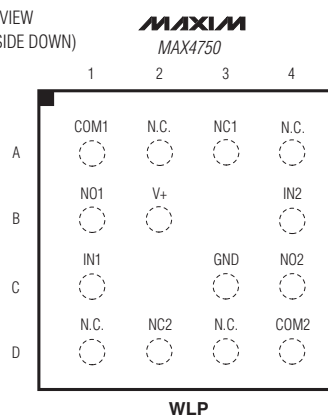 VIEW
SIDE DOWN)
MAXIM
MAX4750
1 2 3 4
COM1 N.C. NC1 N.C.
A
NO1 V+ IN2
B
IN1 GND NO2
C
N.C. NC2 N.C. COM2
D
WLP